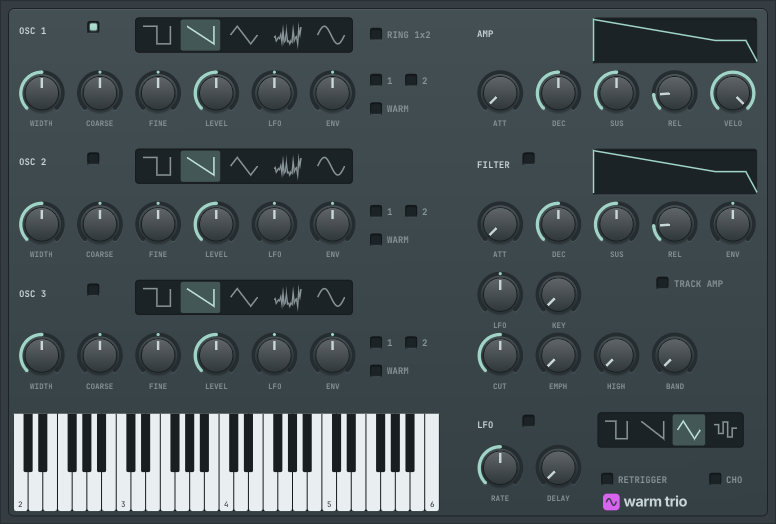 OSC 1
RING 1x2
1 2
WARM
WIDTH COARSE FINE LEVEL LFO ENV
OSC 2
1 2
WARM
WIDTH COARSE FINE LEVEL LFO ENV
OSC 3
1 2
WARM
WIDTH COARSE FINE LEVEL LFO ENV
2 3 4 5 6
AMP
ATT DEC SUS REL VELO
FILTER
ATT DEC SUS REL ENV
TRACK AMP
LFO KEY
CUT EMPH HIGH BAND
LFO
RATE DELAY
RETRIGGER CHO
warm trio